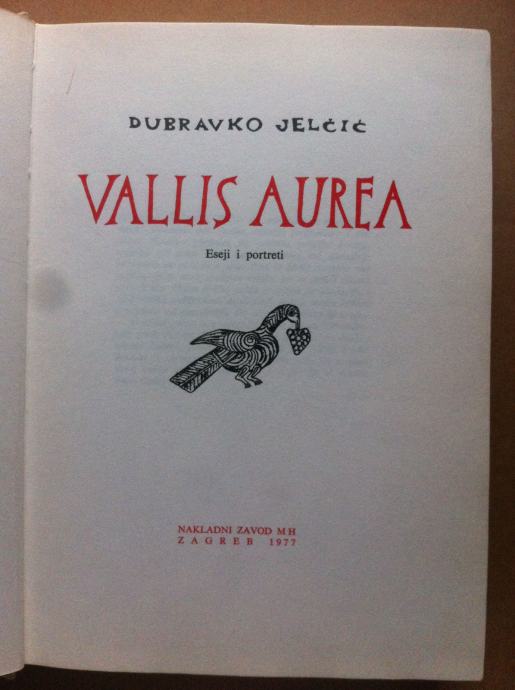 DUBRAVKO JELČIĆ
VALLIS AUREA
Eseji i portreti
NAKLADNI ZAVOD MH
ZAGREB 1977